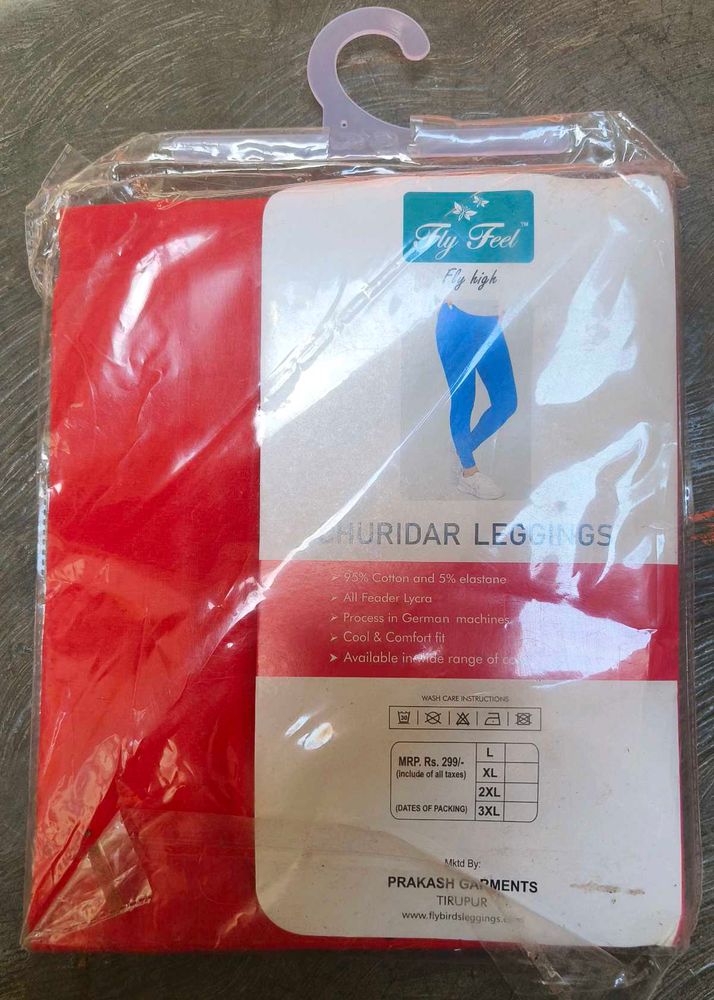 Fly Feel™
Fly high
CHURIDAR LEGGINGS
➢ 95% Cotton and 5% elastane
➢ All Feader Lycra
➢ Process in German machines
➢ Cool & Comfort fit
➢ Available in wide range of
WASH CARE INSTRUCTIONS
30
MRP. Rs. 299/-
(include of all taxes)
(DATES OF PACKING)
L
XL
2XL
3XL
Mktd By:
PRAKASH GARMENTS
TIRUPUR
www.flybirdsleggings.